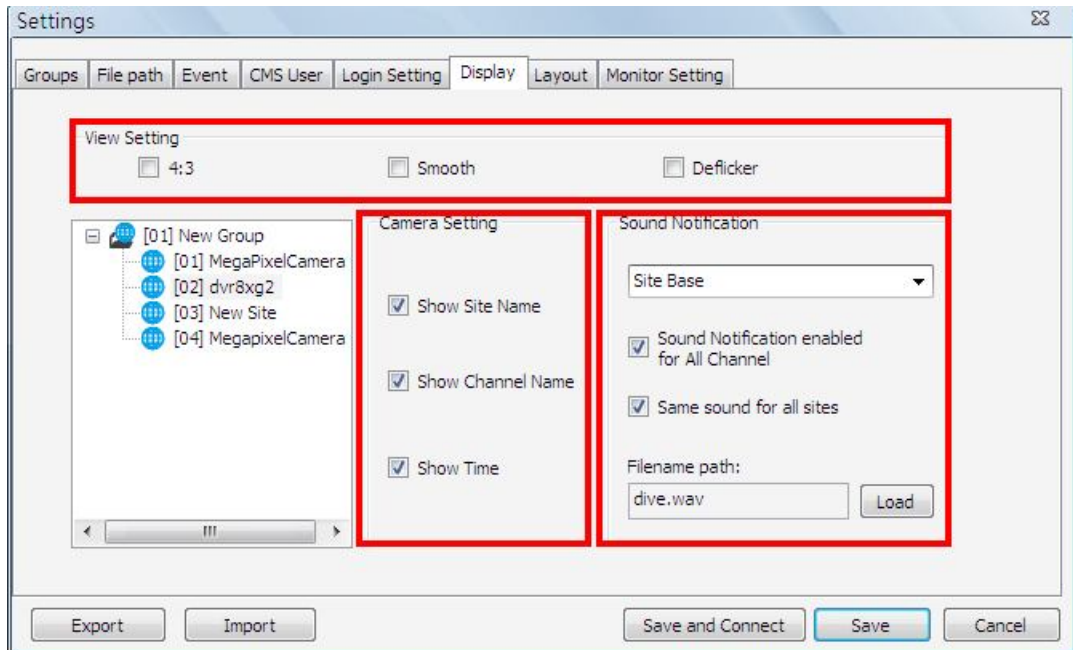 Settings
Groups File path Event CMS User Login Setting Display Layout Monitor Setting
View Setting
4:3 Smooth Deflicker
[01] New Group
[01] MegaPixelCamera
[02] dvr8xg2
[03] New Site
[04] MegapixelCamera
Camera Setting
Show Site Name
Show Channel Name
Show Time
Sound Notification
Site Base
Sound Notification enabled
for All Channel
Same sound for all sites
Filename path:
dive.wav Load
Export Import Save and Connect Save Cancel